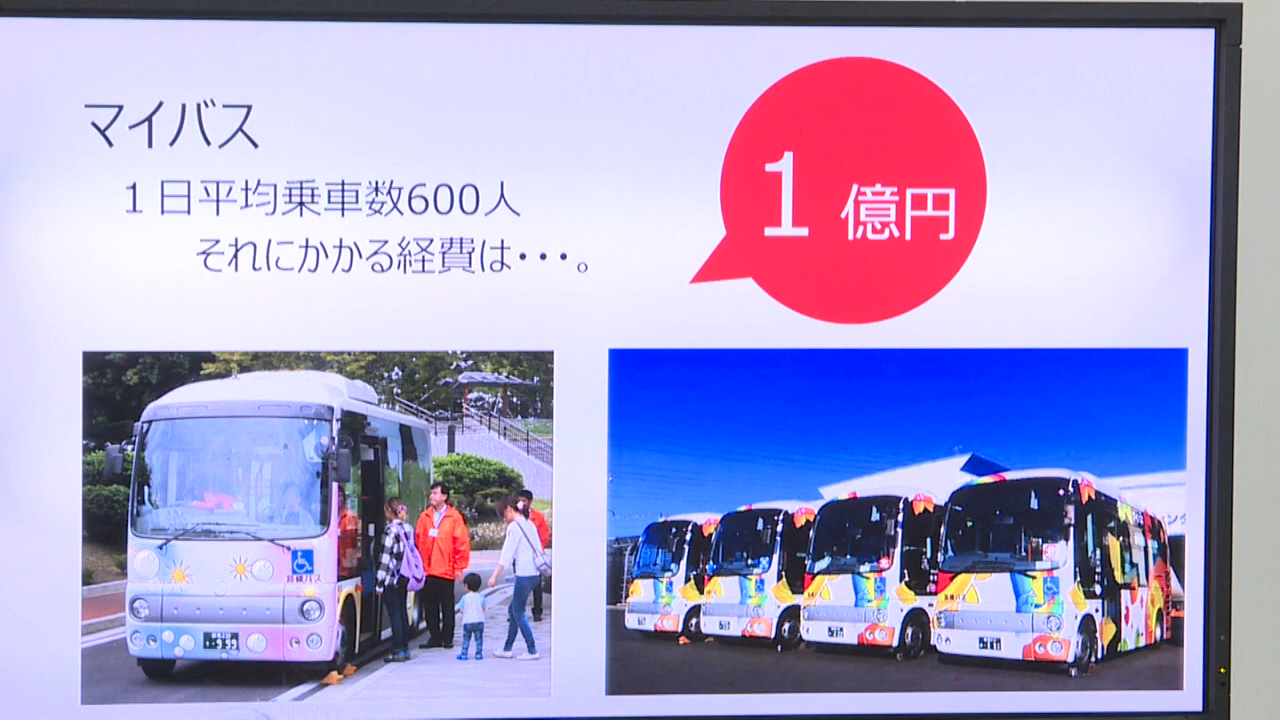 マイバス
１日平均乗車数600人
それにかかる経費は・・・。
１億円